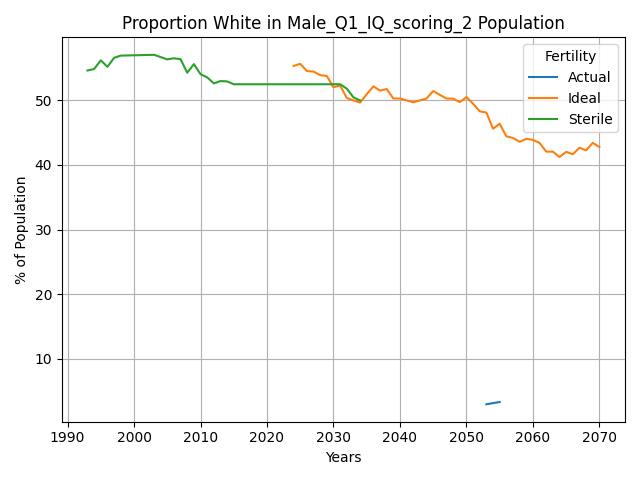 Proportion White in Male_Q1_IQ_scoring_2 Population
Fertility
Actual
Ideal
Sterile
% of Population
50
40
30
20
10
1990 2000 2010 2020 2030 2040 2050 2060 2070
Years